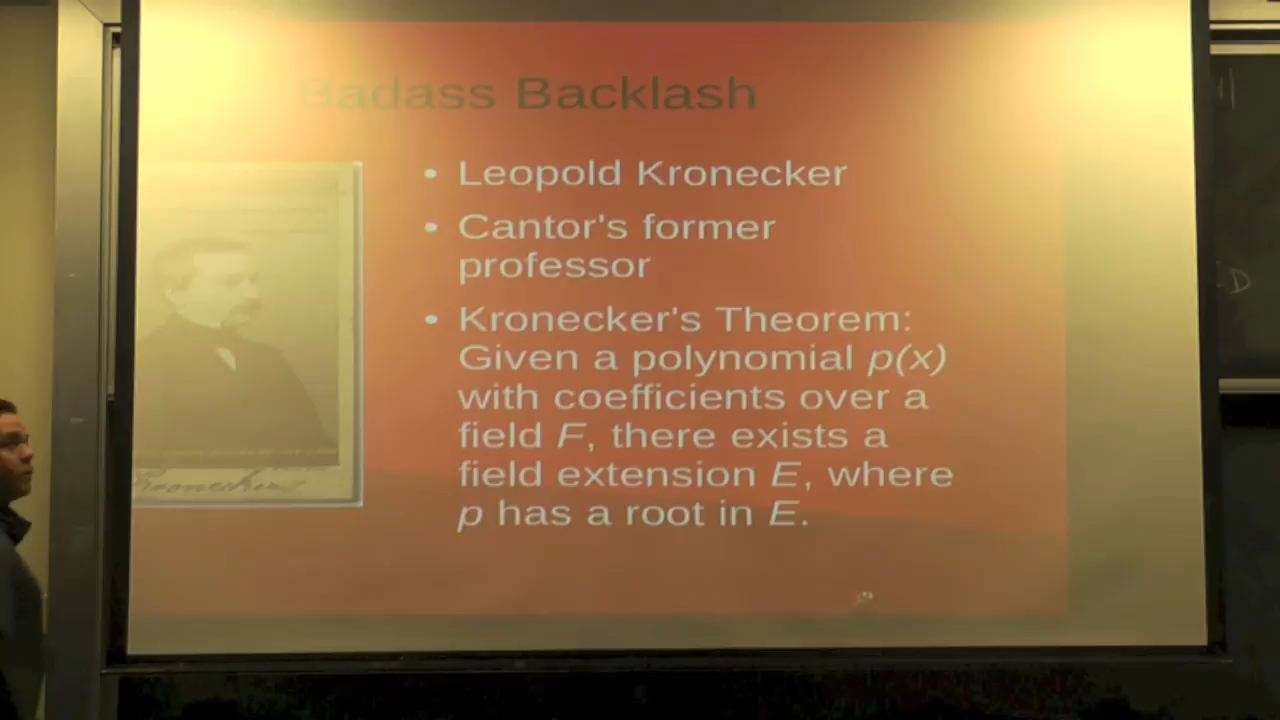 Badass Backlash
• Leopold Kronecker
• Cantor's former
professor
• Kronecker's Theorem:
Given a polynomial p(x)
with coefficients over a
field F, there exists a
field extension E, where
p has a root in E.
Kronecker
D